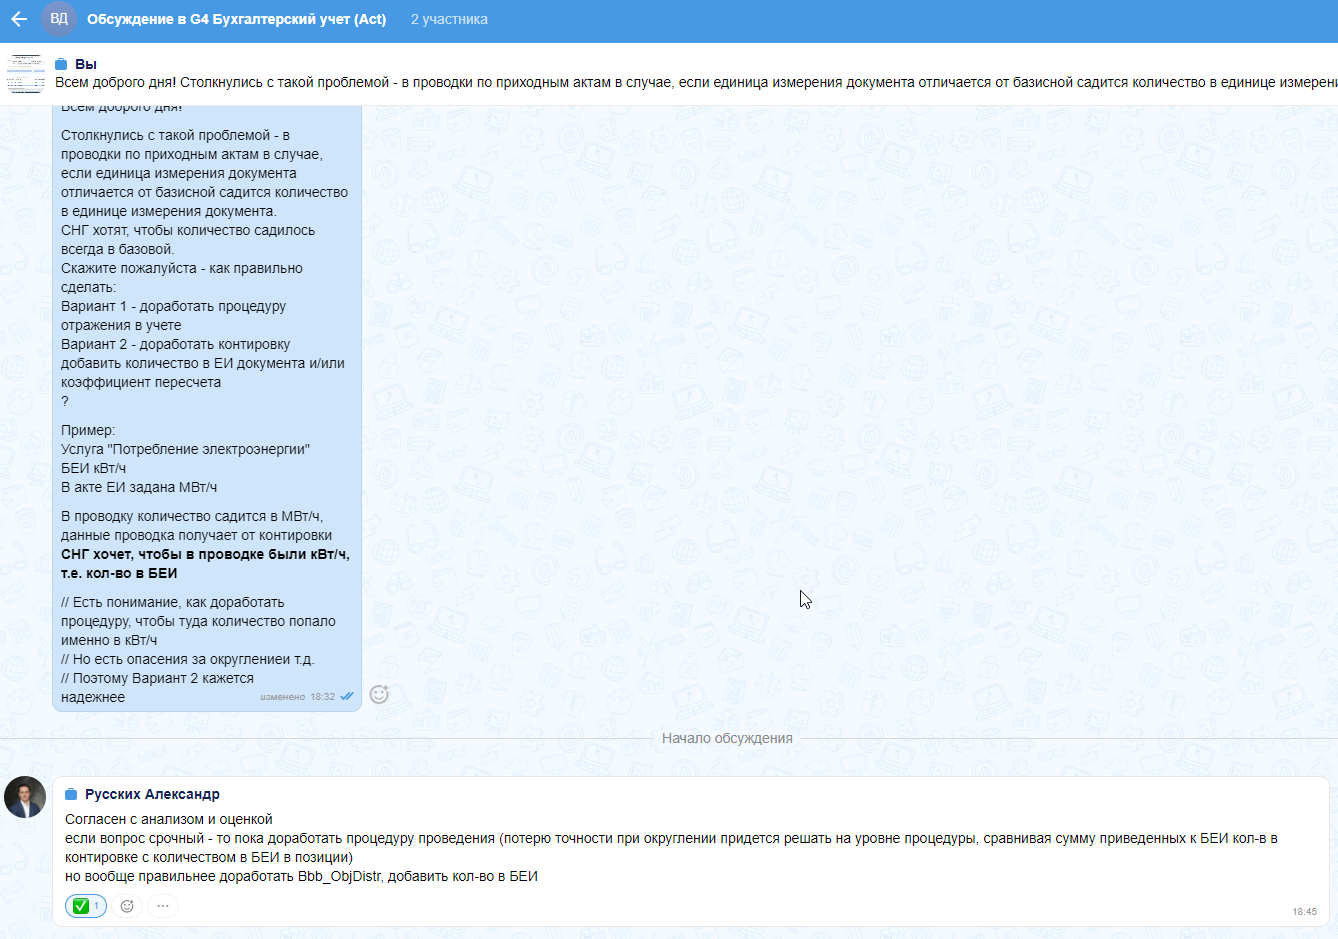 ВД Обсуждение в G4 Бухгалтерский учет (Act) 2 участника
Вы
Всем доброго дня! Столкнулись с такой проблемой - в проводки по приходным актам в случае, если единица измерения документа отличается от базисной садится количество в единице измерени
Всем доброго дня!
Столкнулись с такой проблемой - в
проводки по приходным актам в случае,
если единица измерения документа
отличается от базисной садится количество
в единице измерения документа.
СНГ хотят, чтобы количество садилось
всегда в базовой.
Скажите пожалуйста - как правильно
сделать:
Вариант 1 - доработать процедуру
отражения в учете
Вариант 2 - доработать контировку
добавить количество в ЕИ документа и/или
коэффициент пересчета
?
Пример:
Услуга "Потребление электроэнергии"
БЕИ кВт/ч
В акте ЕИ задана МВт/ч
В проводку количество садится в МВт/ч,
данные проводка получает от контировки
СНГ хочет, чтобы в проводке были кВт/ч,
т.е. кол-во в БЕИ
// Есть понимание, как доработать
процедуру, чтобы туда количество попало
именно в кВт/ч
// Но есть опасения за округлениеи т.д.
// Поэтому Вариант 2 кажется
надежнее
изменено 18:32
Начало обсуждения
Русских Александр
Согласен с анализом и оценкой
если вопрос срочный - то пока доработать процедуру проведения (потерю точности при округлении придется решать на уровне процедуры, сравнивая сумму приведенных к БЕИ кол-в в
контировке с количеством в БЕИ в позиции)
но вообще правильнее доработать Bbb_ObjDistr, добавить кол-во в БЕИ
1
18:45